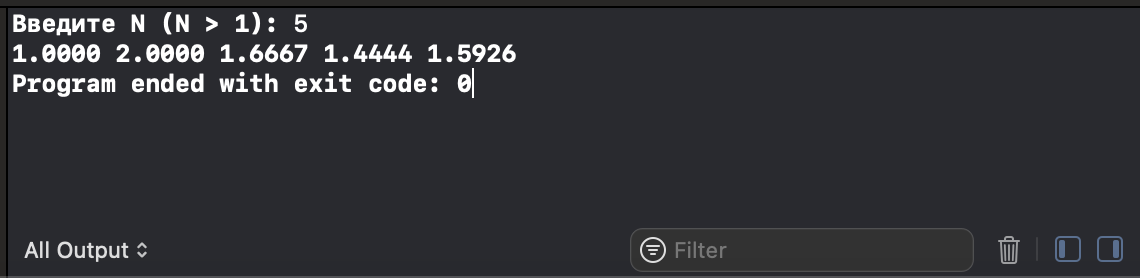 Введите N (N > 1): 5
1.0000 2.0000 1.6667 1.4444 1.5926
Program ended with exit code: 0
All Output
Filter